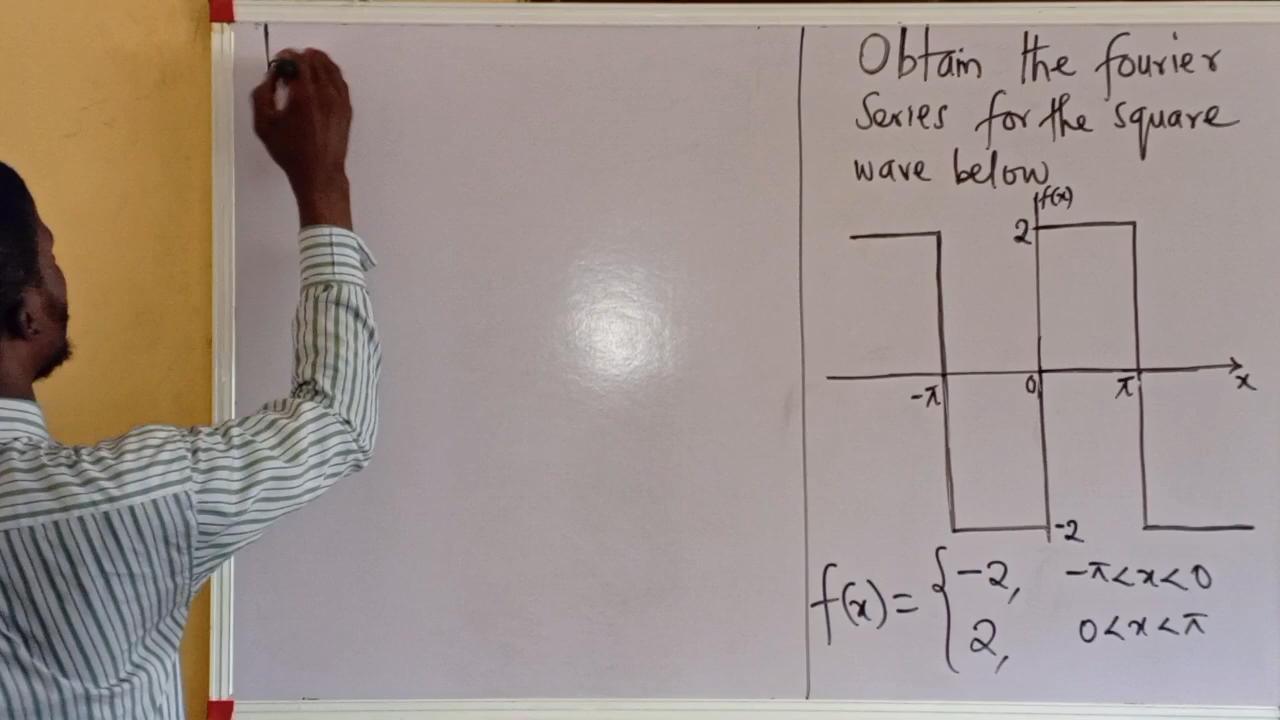 Obtain the fourier
Series for the square
wave below
f(x)
2
-π 0 π x
-2
f(x) = { -2, -π<x<0
2, 0<x<π